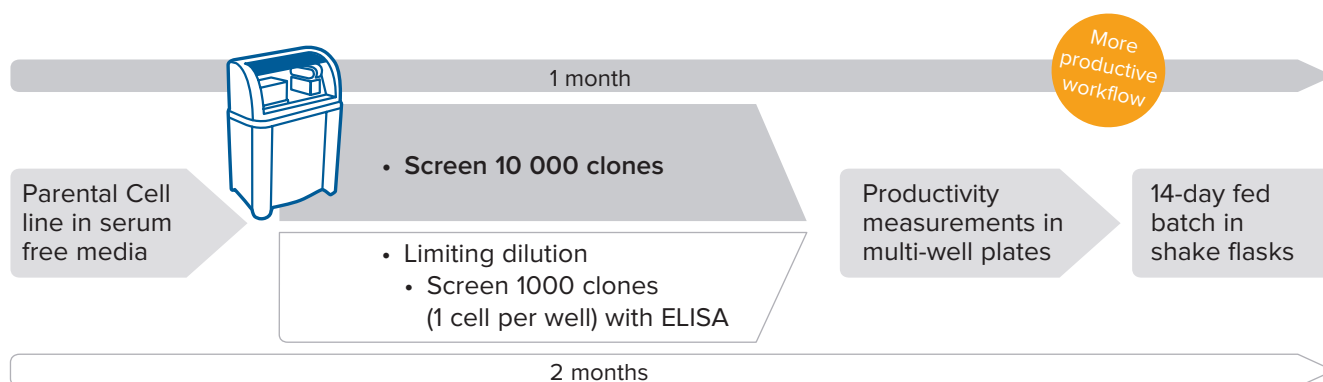 1 month
More
productive
workflow
Parental Cell
line in serum
free media
• Screen 10 000 clones
• Limiting dilution
• Screen 1000 clones
(1 cell per well) with ELISA
Productivity
measurements in
multi-well plates
14-day fed
batch in
shake flasks
2 months